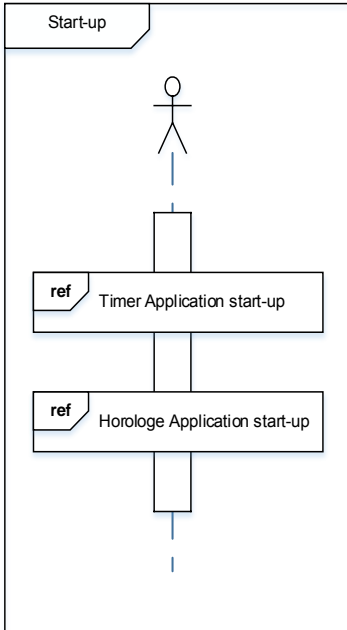 Start-up
ref
Timer Application start-up
ref
Horologe Application start-up